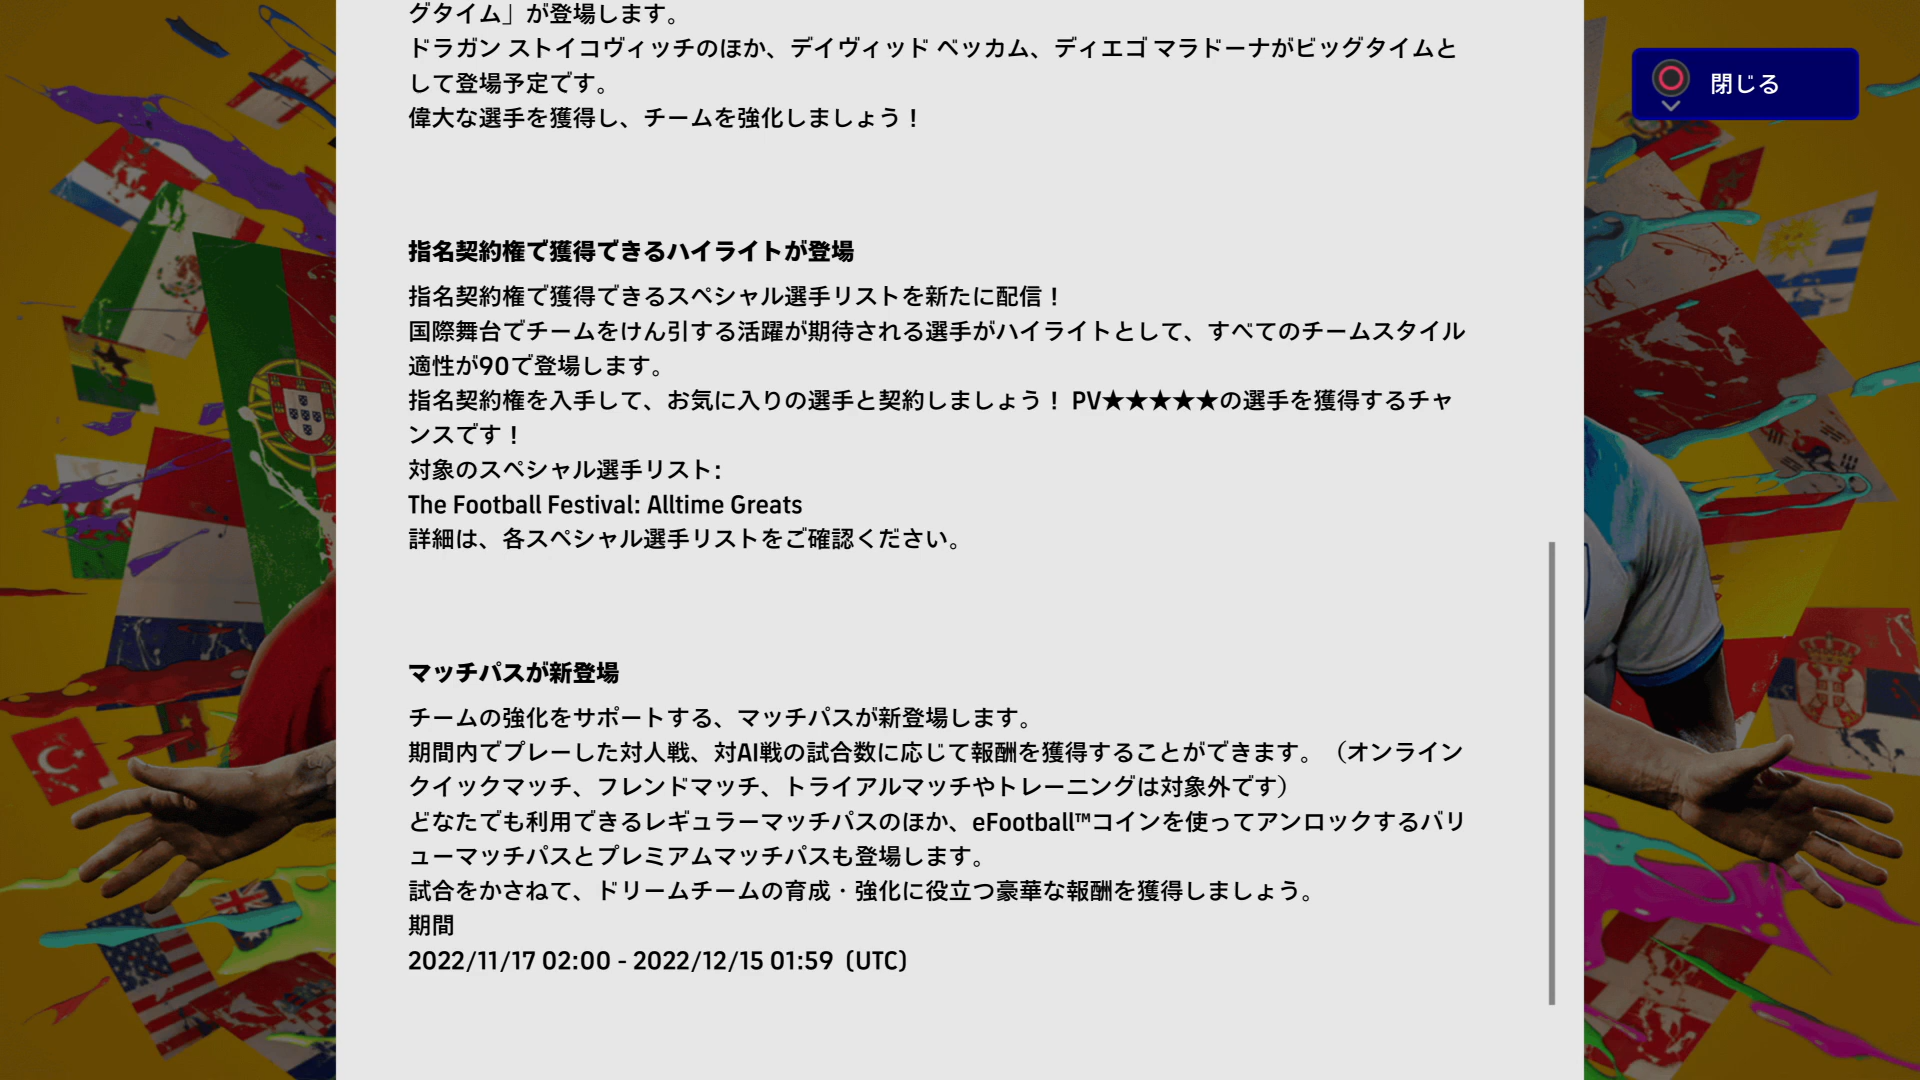 グタイム」が登場します。
ドラガン ストイコヴィッチのほか、デイヴィッド ベッカム、ディエゴ マラドーナがビッグタイムと
して登場予定です。
偉大な選手を獲得し、チームを強化しましょう！
閉じる
指名契約権で獲得できるハイライトが登場
指名契約権で獲得できるスペシャル選手リストを新たに配信！
国際舞台でチームをけん引する活躍が期待される選手がハイライトとして、すべてのチームスタイル
適性が90で登場します。
指名契約権を入手して、お気に入りの選手と契約しましょう！ PV★★★★★の選手を獲得するチャ
ンスです！
対象のスペシャル選手リスト:
The Football Festival: Alltime Greats
詳細は、各スペシャル選手リストをご確認ください。
マッチパスが新登場
チームの強化をサポートする、マッチパスが新登場します。
期間内でプレーした対人戦、対AI戦の試合数に応じて報酬を獲得することができます。（オンライン
クイックマッチ、フレンドマッチ、トライアルマッチやトレーニングは対象外です）
どなたでも利用できるレギュラーマッチパスのほか、eFootball™コインを使ってアンロックするバリ
ューマッチパスとプレミアムマッチパスも登場します。
試合をかさねて、ドリームチームの育成・強化に役立つ豪華な報酬を獲得しましょう。
期間
2022/11/17 02:00 - 2022/12/15 01:59（UTC）